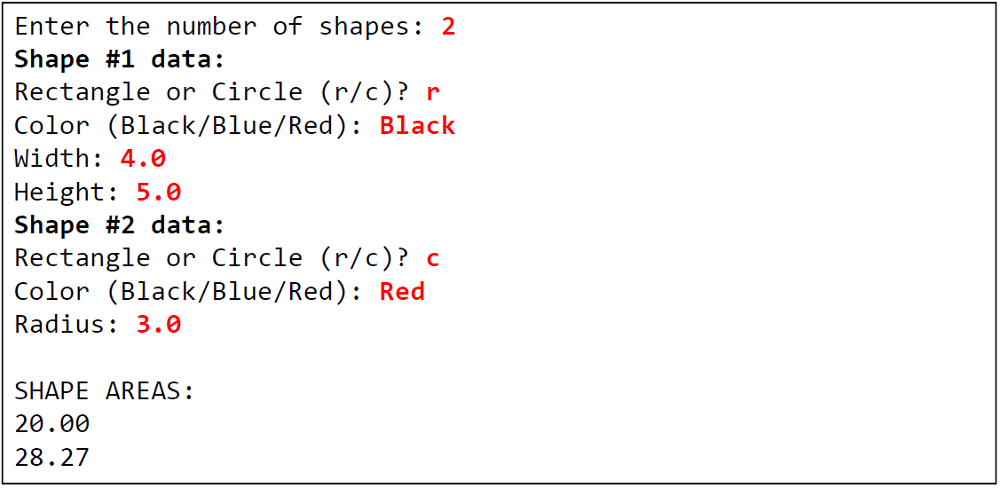 Enter the number of shapes: 2
Shape #1 data:
Rectangle or Circle (r/c)? r
Color (Black/Blue/Red): Black
Width: 4.0
Height: 5.0
Shape #2 data:
Rectangle or Circle (r/c)? c
Color (Black/Blue/Red): Red
Radius: 3.0
SHAPE AREAS:
20.00
28.27